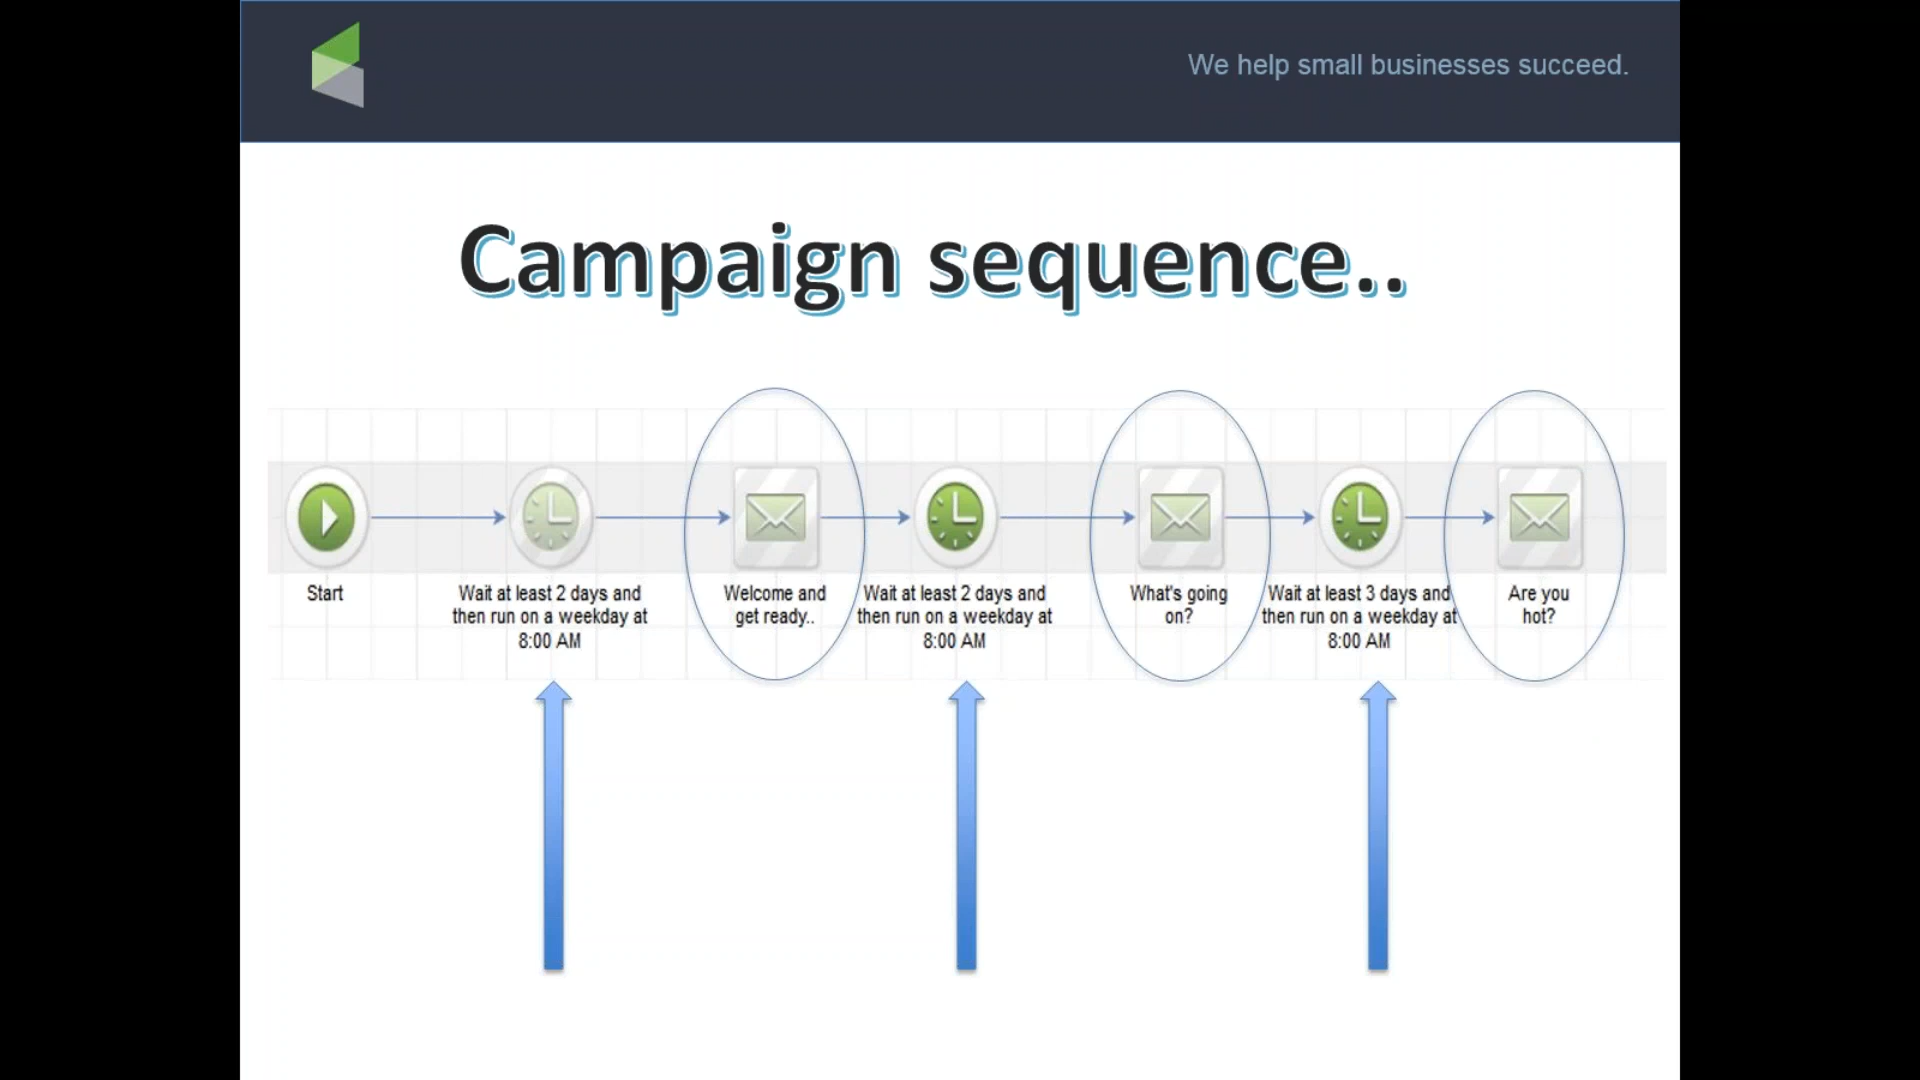 We help small businesses succeed.
Campaign sequence..
Start
Wait at least 2 days and
then run on a weekday at
8:00 AM
Welcome and
get ready..
Wait at least 2 days and
then run on a weekday at
8:00 AM
What's going
on?
Wait at least 3 days and
then run on a weekday at
8:00 AM
Are you
hot?